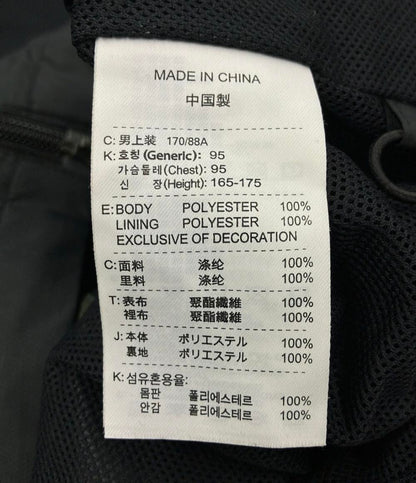 MADE IN CHINA
中国製
C: 男上装 170/88A
K: 호칭 (Generlc): 95
가슴둘레(Chest): 95
신 장(Height): 165-175
E: BODY POLYESTER 100%
LINING POLYESTER 100%
EXCLUSIVE OF DECORATION
C: 面料 涤纶 100%
里料 涤纶 100%
T: 表布 聚酯纖維 100%
裡布 聚酯纖維 100%
J: 本体 ポリエステル 100%
裏地 ポリエステル 100%
K: 섬유혼용율:
몸판 폴리에스테르 100%
안감 폴리에스테르 100%